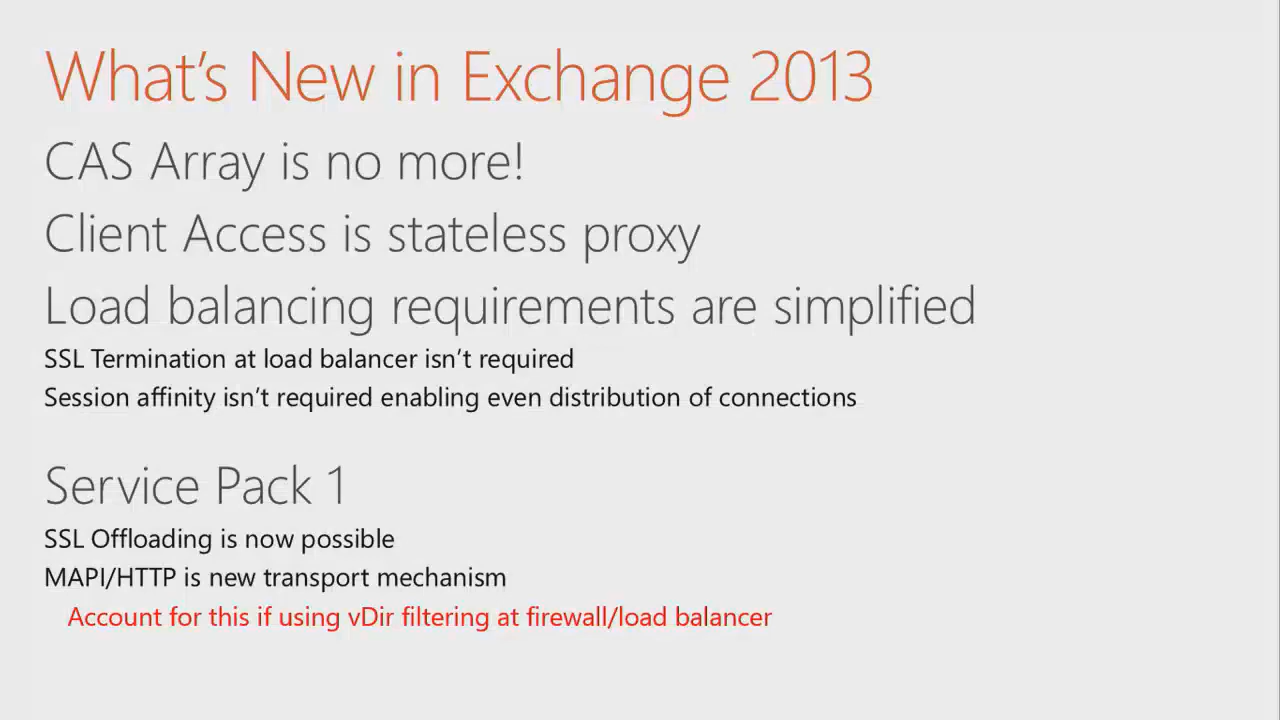 What’s New in Exchange 2013
CAS Array is no more!
Client Access is stateless proxy
Load balancing requirements are simplified
SSL Termination at load balancer isn’t required
Session affinity isn’t required enabling even distribution of connections
Service Pack 1
SSL Offloading is now possible
MAPI/HTTP is new transport mechanism
Account for this if using vDir filtering at firewall/load balancer